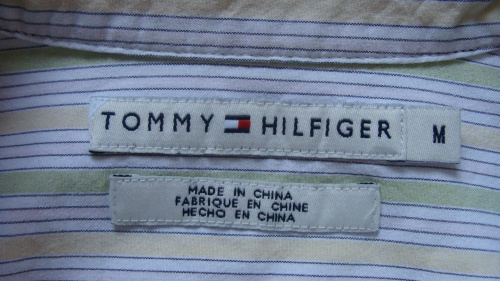 TOMMY HILFIGER M
MADE IN CHINA
FABRIQUE EN CHINE
HECHO EN CHINA